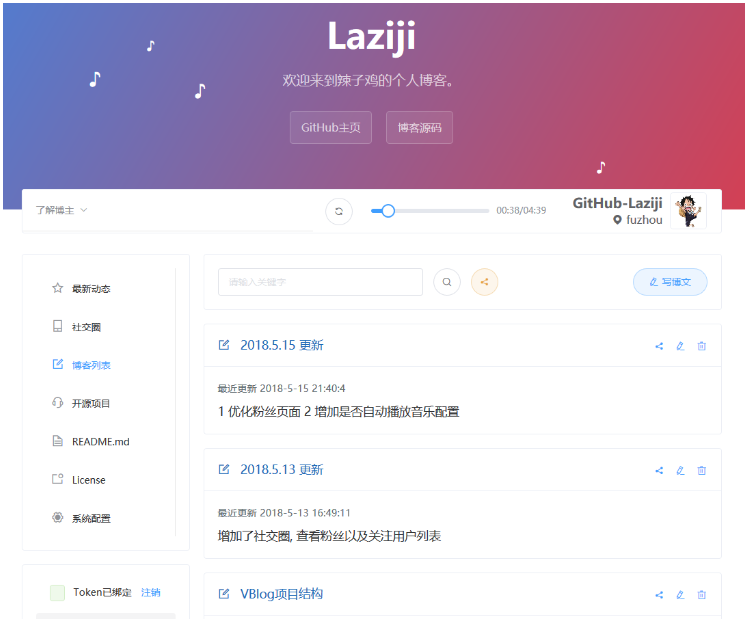 Laziji
欢迎来到辣子鸡的个人博客。
GitHub主页 博客源码
了解博主 00:38/04:39 GitHub-Laziji
fuzhou
最新动态
社交圈
博客列表
开源项目
README.md
License
系统配置
Token已绑定 注销
请输入关键字 写博文
2018.5.15 更新
最近更新 2018-5-15 21:40:4
1 优化粉丝页面 2 增加是否自动播放音乐配置
2018.5.13 更新
最近更新 2018-5-13 16:49:11
增加了社交圈, 查看粉丝以及关注用户列表
VBlog项目结构